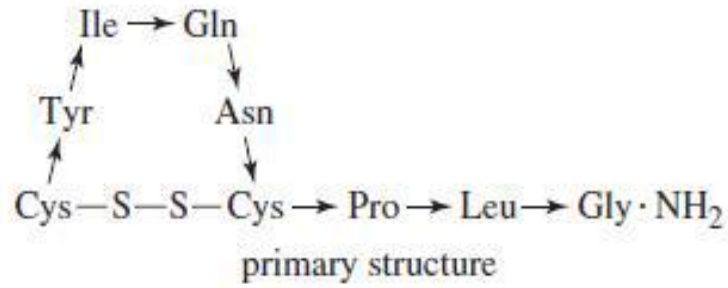 Ile → Gln
Tyr Asn
Cys—S—S—Cys → Pro → Leu → Gly · NH₂
primary structure